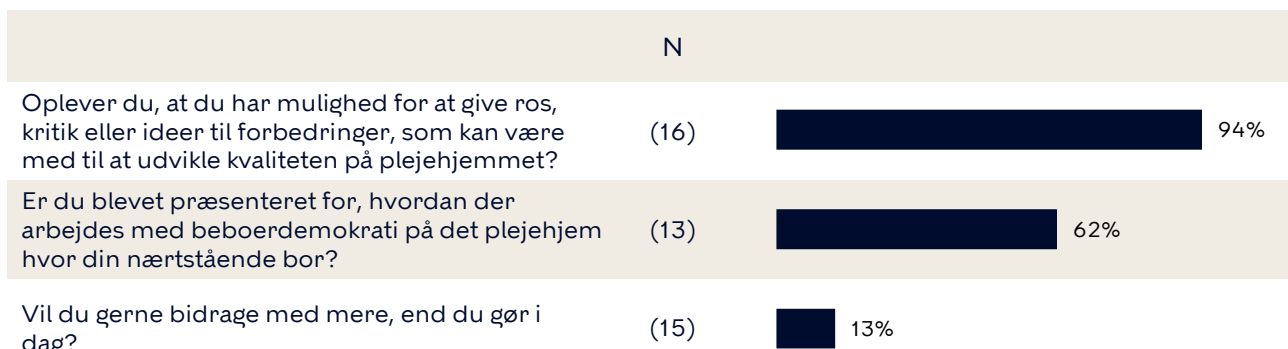 N
Oplever du, at du har mulighed for at give ros,
kritik eller ideer til forbedringer, som kan være
med til at udvikle kvaliteten på plejehjemmet?
(16)
94%
Er du blevet præsenteret for, hvordan der
arbejdes med beboerdemokrati på det plejehjem
hvor din nærtstående bor?
(13)
62%
Vil du gerne bidrage med mere, end du gør i
dag?
(15)
13%